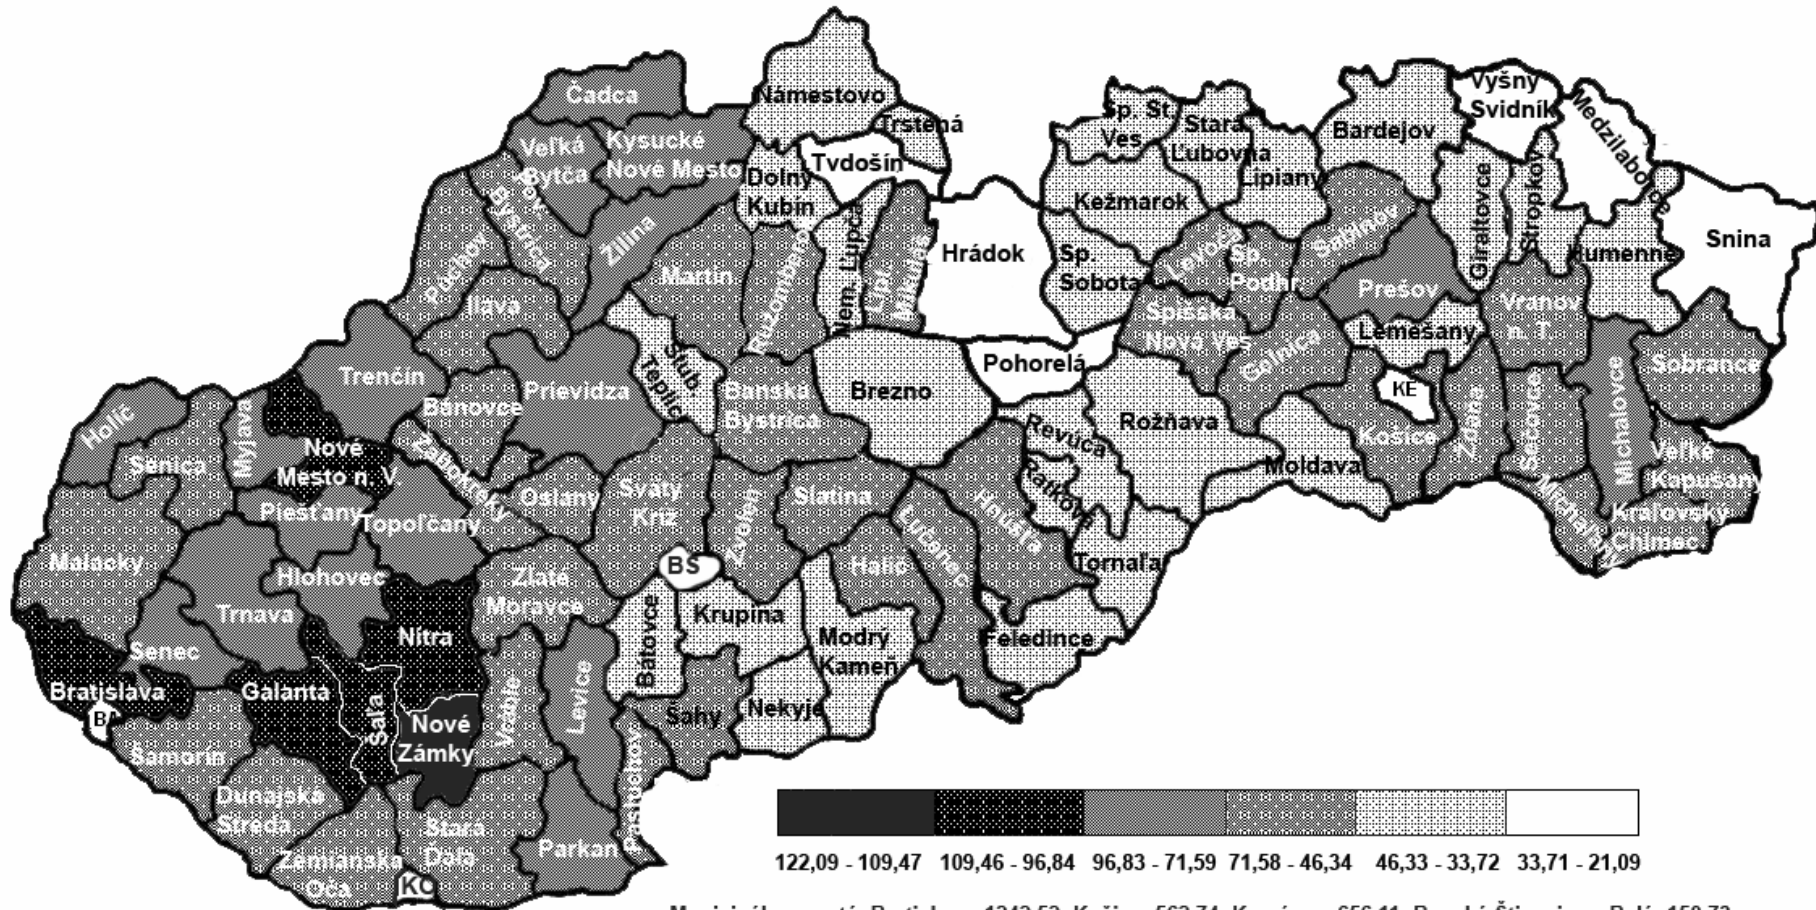 Čadca
Námestovo
Trstená
Veľká
Bytča
Kysucké
Nové Mesto
Tvdošín
Dolný
Kubín
Pov.
Bystrica
Púchov
Žilina
Martin
Ružomberok
Nem. Ľupča
Lipt.
Mikuláš
Hrádok
Sp. St.
Ves
Stará
Ľubovňa
Lipiany
Kežmarok
Sp.
Sobota
Bardejov
Vyšný
Svidník
Medzilaborce
Giraltovce
Stropkov
Humenné
Snina
Levoča
Sp.
Podhr.
Sabinov
Prešov
Lemešany
Vranov
n. T.
Spišská
Nová Ves
Gelnica
KE
Košice
Ždaňa
Sečovce
Michalovce
Sobrance
Veľké
Kapušany
Kráľovský
Chlmec
Michaľany
Ilava
Trenčín
Bánovce
Prievidza
Štub.
Teplice
Banská
Bystrica
Brezno
Pohorelá
Rožňava
Revúca
Ratková
Moldava
Holíč
Senica
Myjava
Nové
Mesto n. V.
Piešťany
Topoľčany
Žabokreky
Oslany
Svätý
Kríž
Zvolen
Slatina
Lučenec
Hnúšťa
Tornaľa
Malacky
Hlohovec
Trnava
Zlaté
Moravce
BŠ
Halič
Krupina
Modrý
Kameň
Feledince
Senec
Nitra
Bátovce
Bratislava
BA
Galanta
Šaľa
Nové
Zámky
Vráble
Levice
Šahy
Nekyje
Šamorín
Dunajská
Streda
Zemianska
Oča
KO
Stará
Ďala
Parkan
Pastuchov
122,09 - 109,47 109,46 - 96,84 96,83 - 71,59 71,58 - 46,34 46,33 - 33,72 33,71 - 21,09